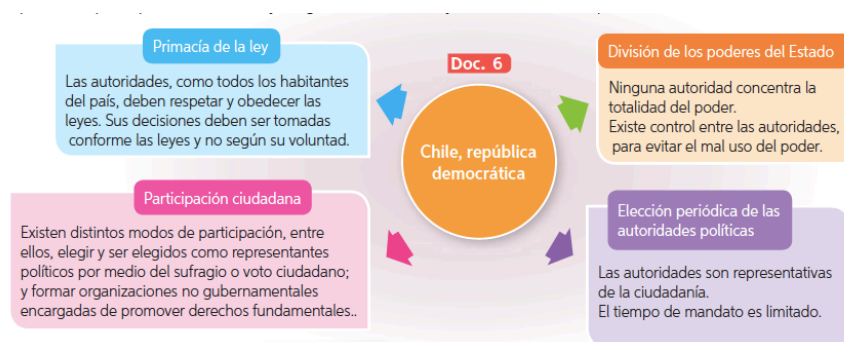 Primacía de la ley
Las autoridades, como todos los habitantes
del país, deben respetar y obedecer las
leyes. Sus decisiones deben ser tomadas
conforme las leyes y no según su voluntad.
Doc. 6
Chile, república
democrática
División de los poderes del Estado
Ninguna autoridad concentra la
totalidad del poder.
Existe control entre las autoridades,
para evitar el mal uso del poder.
Participación ciudadana
Existen distintos modos de participación, entre
ellos, elegir y ser elegidos como representantes
políticos por medio del sufragio o voto ciudadano;
y formar organizaciones no gubernamentales
encargadas de promover derechos fundamentales..
Elección periódica de las
autoridades políticas
Las autoridades son representativas
de la ciudadanía.
El tiempo de mandato es limitado.